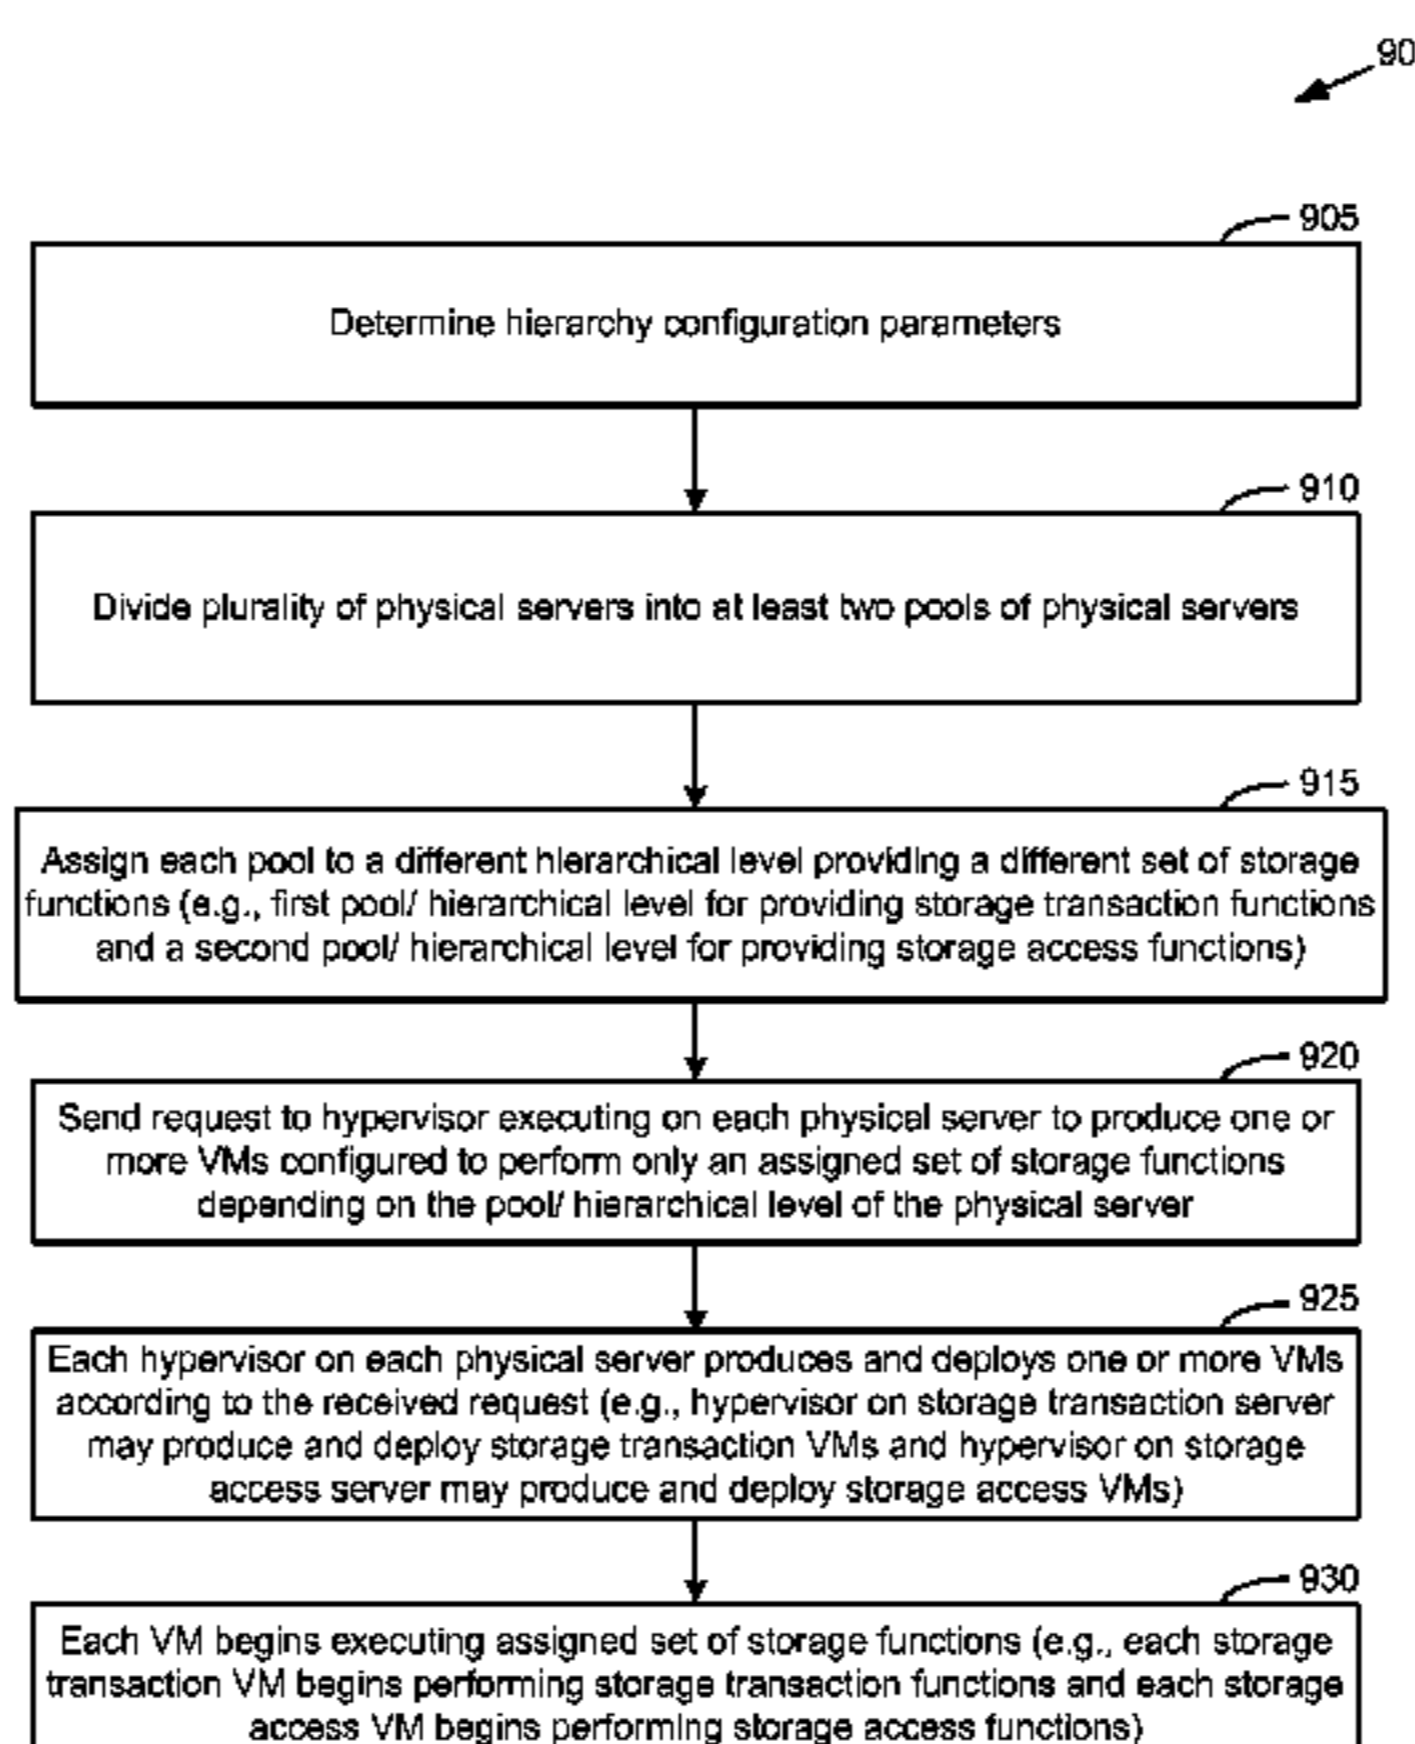 90
905
Determine hierarchy configuration parameters
910
Divide plurality of physical servers into at least two pools of physical servers
915
Assign each pool to a different hierarchical level providing a different set of storage
functions (e.g., first pool/ hierarchical level for providing storage transaction functions
and a second pool/ hierarchical level for providing storage access functions)
920
Send request to hypervisor executing on each physical server to produce one or
more VMs configured to perform only an assigned set of storage functions
depending on the pool/ hierarchical level of the physical server
925
Each hypervisor on each physical server produces and deploys one or more VMs
according to the received request (e.g., hypervisor on storage transaction server
may produce and deploy storage transaction VMs and hypervisor on storage
access server may produce and deploy storage access VMs)
930
Each VM begins executing assigned set of storage functions (e.g., each storage
transaction VM begins performing storage transaction functions and each storage
access VM begins performing storage access functions)